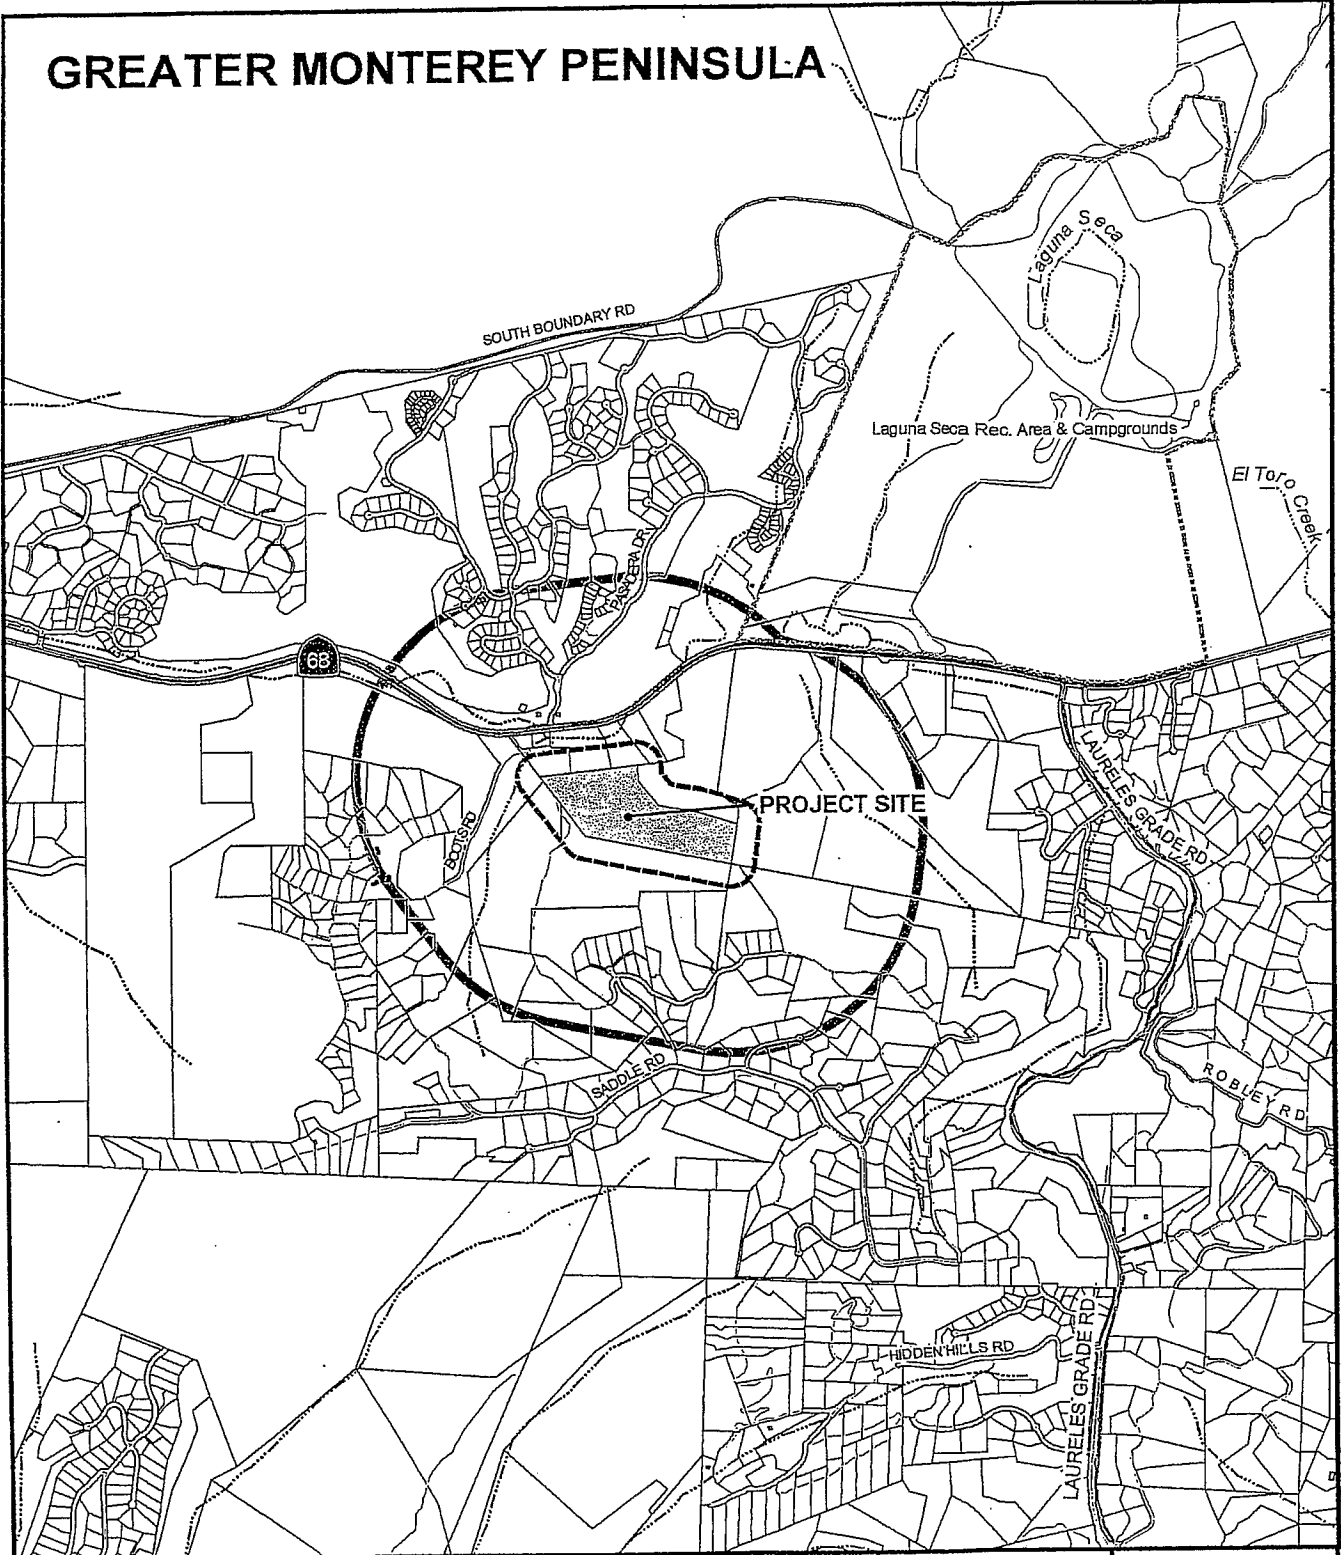 GREATER MONTEREY PENINSULA
Laguna Seca
SOUTH BOUNDARY RD
Laguna Seca Rec. Area & Campgrounds
El Toro Creek
PASADERA DR
68
LAURELES GRADE RD
PROJECT SITE
BOOTS RD
SADDLE RD
ROBLEY RD
HIDDEN HILLS RD
LAURELES GRADE RD